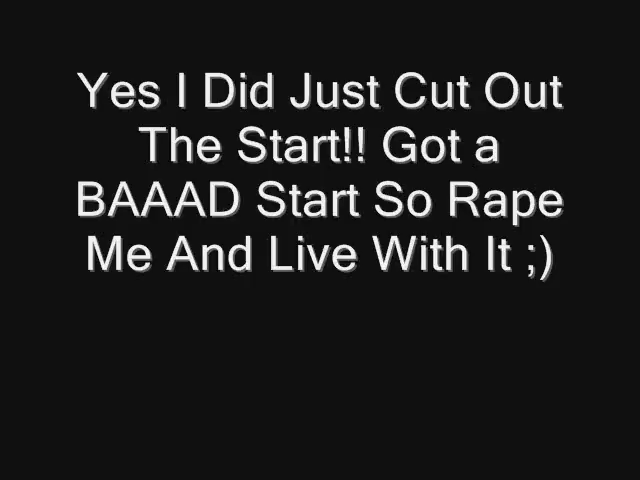 Yes I Did Just Cut Out
The Start!! Got a
BAAAD Start So Rape
Me And Live With It ;)